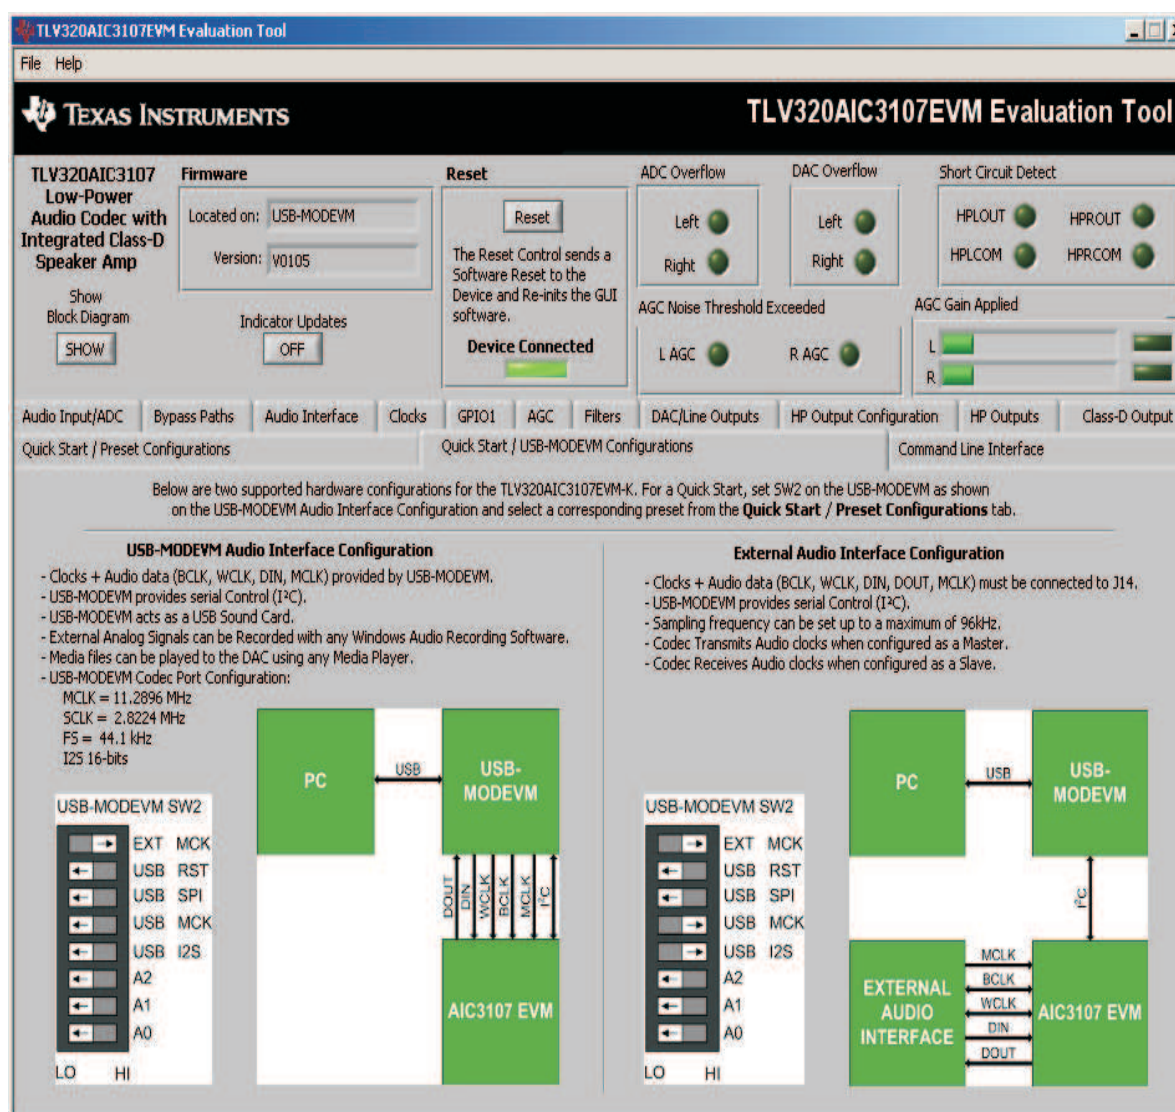 TLV320AIC3107EVM Evaluation Tool
File Help
TEXAS INSTRUMENTS
TLV320AIC3107EVM Evaluation Tool
TLV320AIC3107
Low-Power
Audio Codec with
Integrated Class-D
Speaker Amp
Show
Block Diagram
SHOW
Firmware
Located on: USB-MODEVM
Version: V0105
Indicator Updates
OFF
Reset
Reset
The Reset Control sends a
Software Reset to the
Device and Re-inits the GUI
software.
Device Connected
ADC Overflow
Left
Right
DAC Overflow
Left
Right
Short Circuit Detect
HPLOUT HPROUT
HPLCOM HPRCOM
AGC Noise Threshold Exceeded
L AGC R AGC
AGC Gain Applied
L
R
Audio Input/ADC Bypass Paths Audio Interface Clocks GPIO1 AGC Filters DAC/Line Outputs HP Output Configuration HP Outputs Class-D Output
Quick Start / Preset Configurations Quick Start / USB-MODEVM Configurations Command Line Interface
Below are two supported hardware configurations for the TLV320AIC3107EVM-K. For a Quick Start, set SW2 on the USB-MODEVM as shown
on the USB-MODEVM Audio Interface Configuration and select a corresponding preset from the Quick Start / Preset Configurations tab.
USB-MODEVM Audio Interface Configuration
- Clocks + Audio data (BCLK, WCLK, DIN, MCLK) provided by USB-MODEVM.
- USB-MODEVM provides serial Control (I²C).
- USB-MODEVM acts as a USB Sound Card.
- External Analog Signals can be Recorded with any Windows Audio Recording Software.
- Media files can be played to the DAC using any Media Player.
- USB-MODEVM Codec Port Configuration:
MCLK = 11.2896 MHz
SCLK = 2.8224 MHz
FS = 44.1 kHz
I2S 16-bits
USB-MODEVM SW2
EXT MCK
USB RST
USB SPI
USB MCK
USB I2S
A2
A1
A0
LO HI
PC
USB
USB-
MODEVM
DOUT
DIN
WCLK
BCLK
MCLK
I²C
AIC3107 EVM
External Audio Interface Configuration
- Clocks + Audio data (BCLK, WCLK, DIN, DOUT, MCLK) must be connected to J14.
- USB-MODEVM provides serial Control (I²C).
- Sampling frequency can be set up to a maximum of 96kHz.
- Codec Transmits Audio clocks when configured as a Master.
- Codec Receives Audio clocks when configured as a Slave.
USB-MODEVM SW2
EXT MCK
USB RST
USB SPI
USB MCK
USB I2S
A2
A1
A0
LO HI
PC
USB
USB-
MODEVM
I²C
EXTERNAL
AUDIO
INTERFACE
MCLK
BCLK
WCLK
DIN
DOUT
AIC3107 EVM